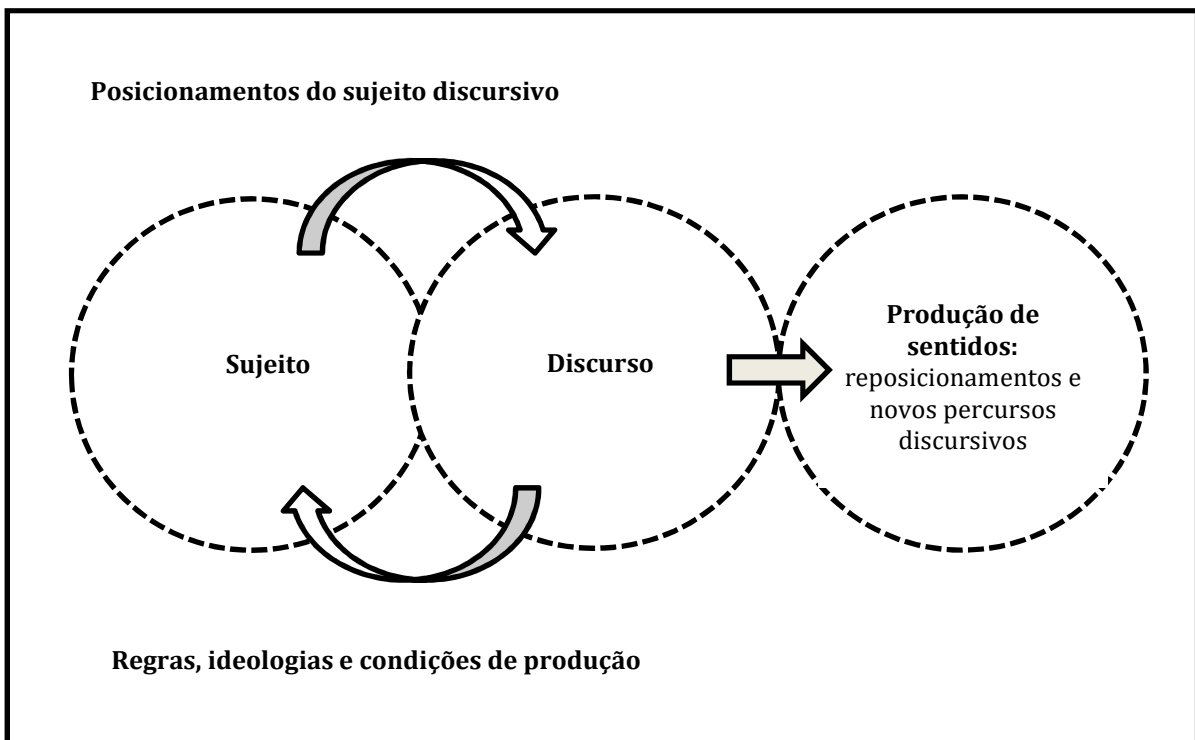 Posicionamentos do sujeito discursivo
Sujeito
Discurso
Produção de
sentidos:
reposicionamentos e
novos percursos
discursivos
Regras, ideologias e condições de produção